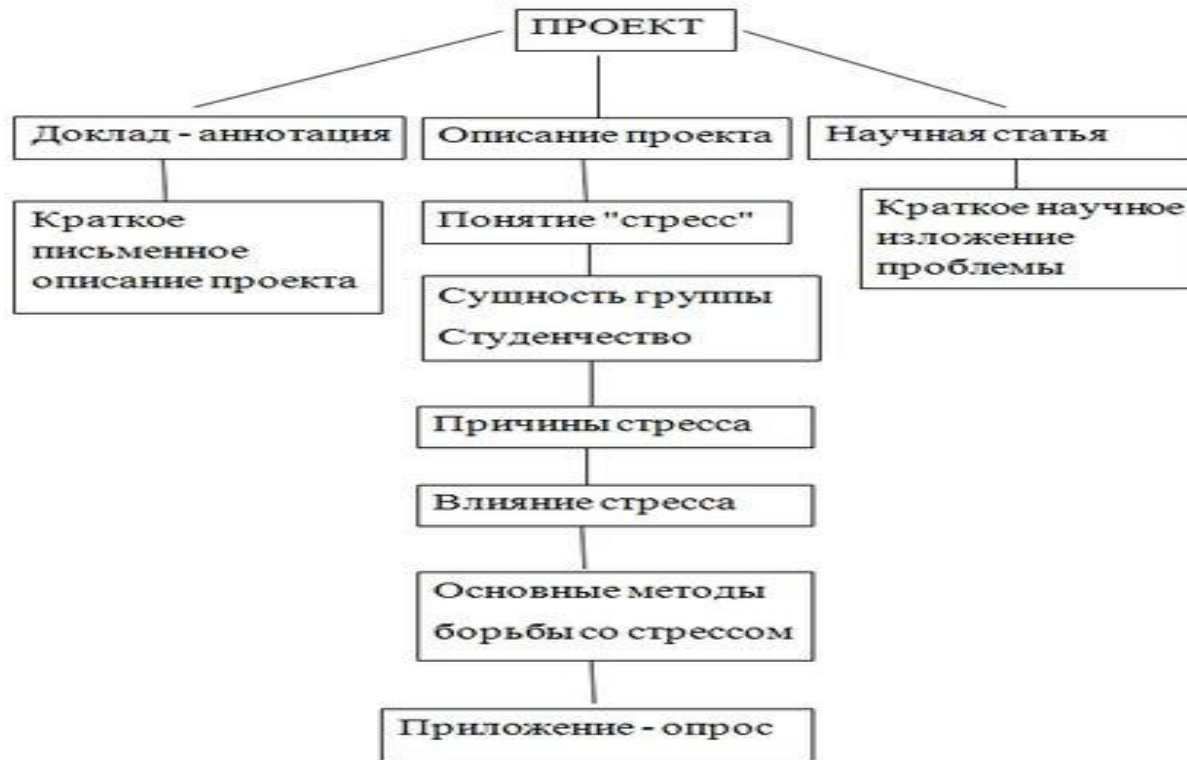 ПРОЕКТ
Доклад - аннотация
Описание проекта
Научная статья
Краткое
письменное
описание проекта
Понятие "стресс"
Краткое научное
изложение
проблемы
Сущность группы
Студенчество
Причины стресса
Влияние стресса
Основные методы
борьбы со стрессом
Приложение - опрос